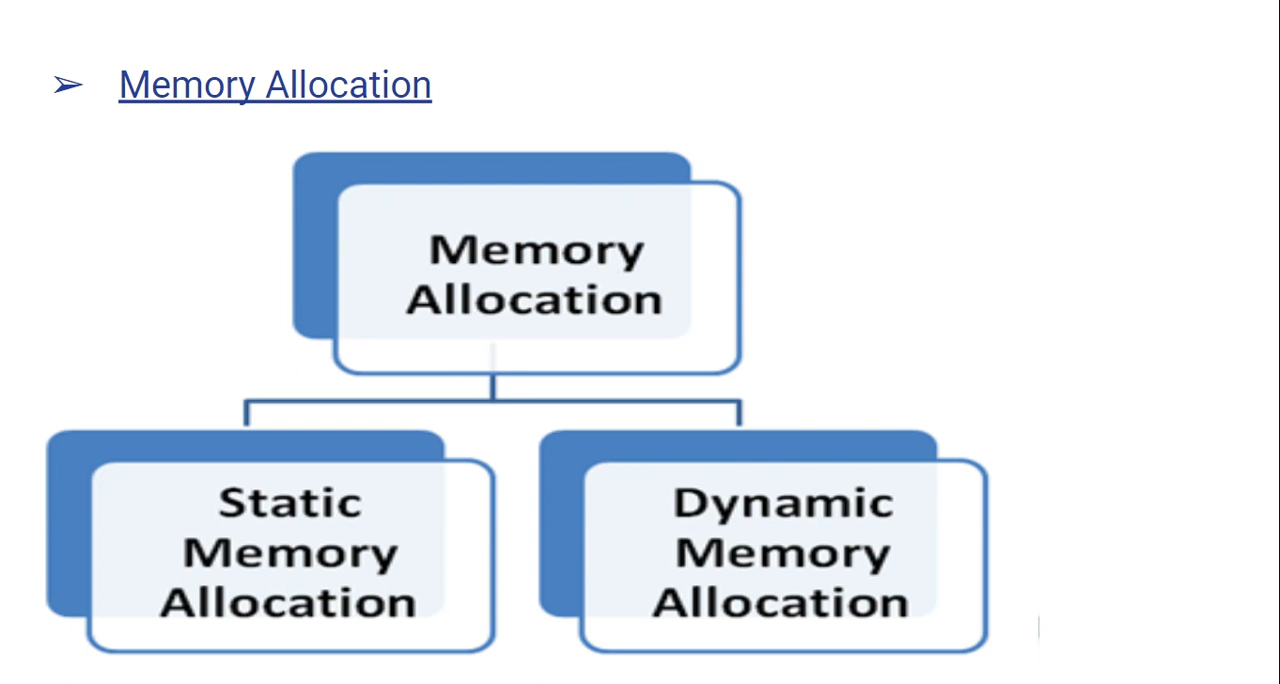 ➢ Memory Allocation
Memory
Allocation
Static
Memory
Allocation
Dynamic
Memory
Allocation